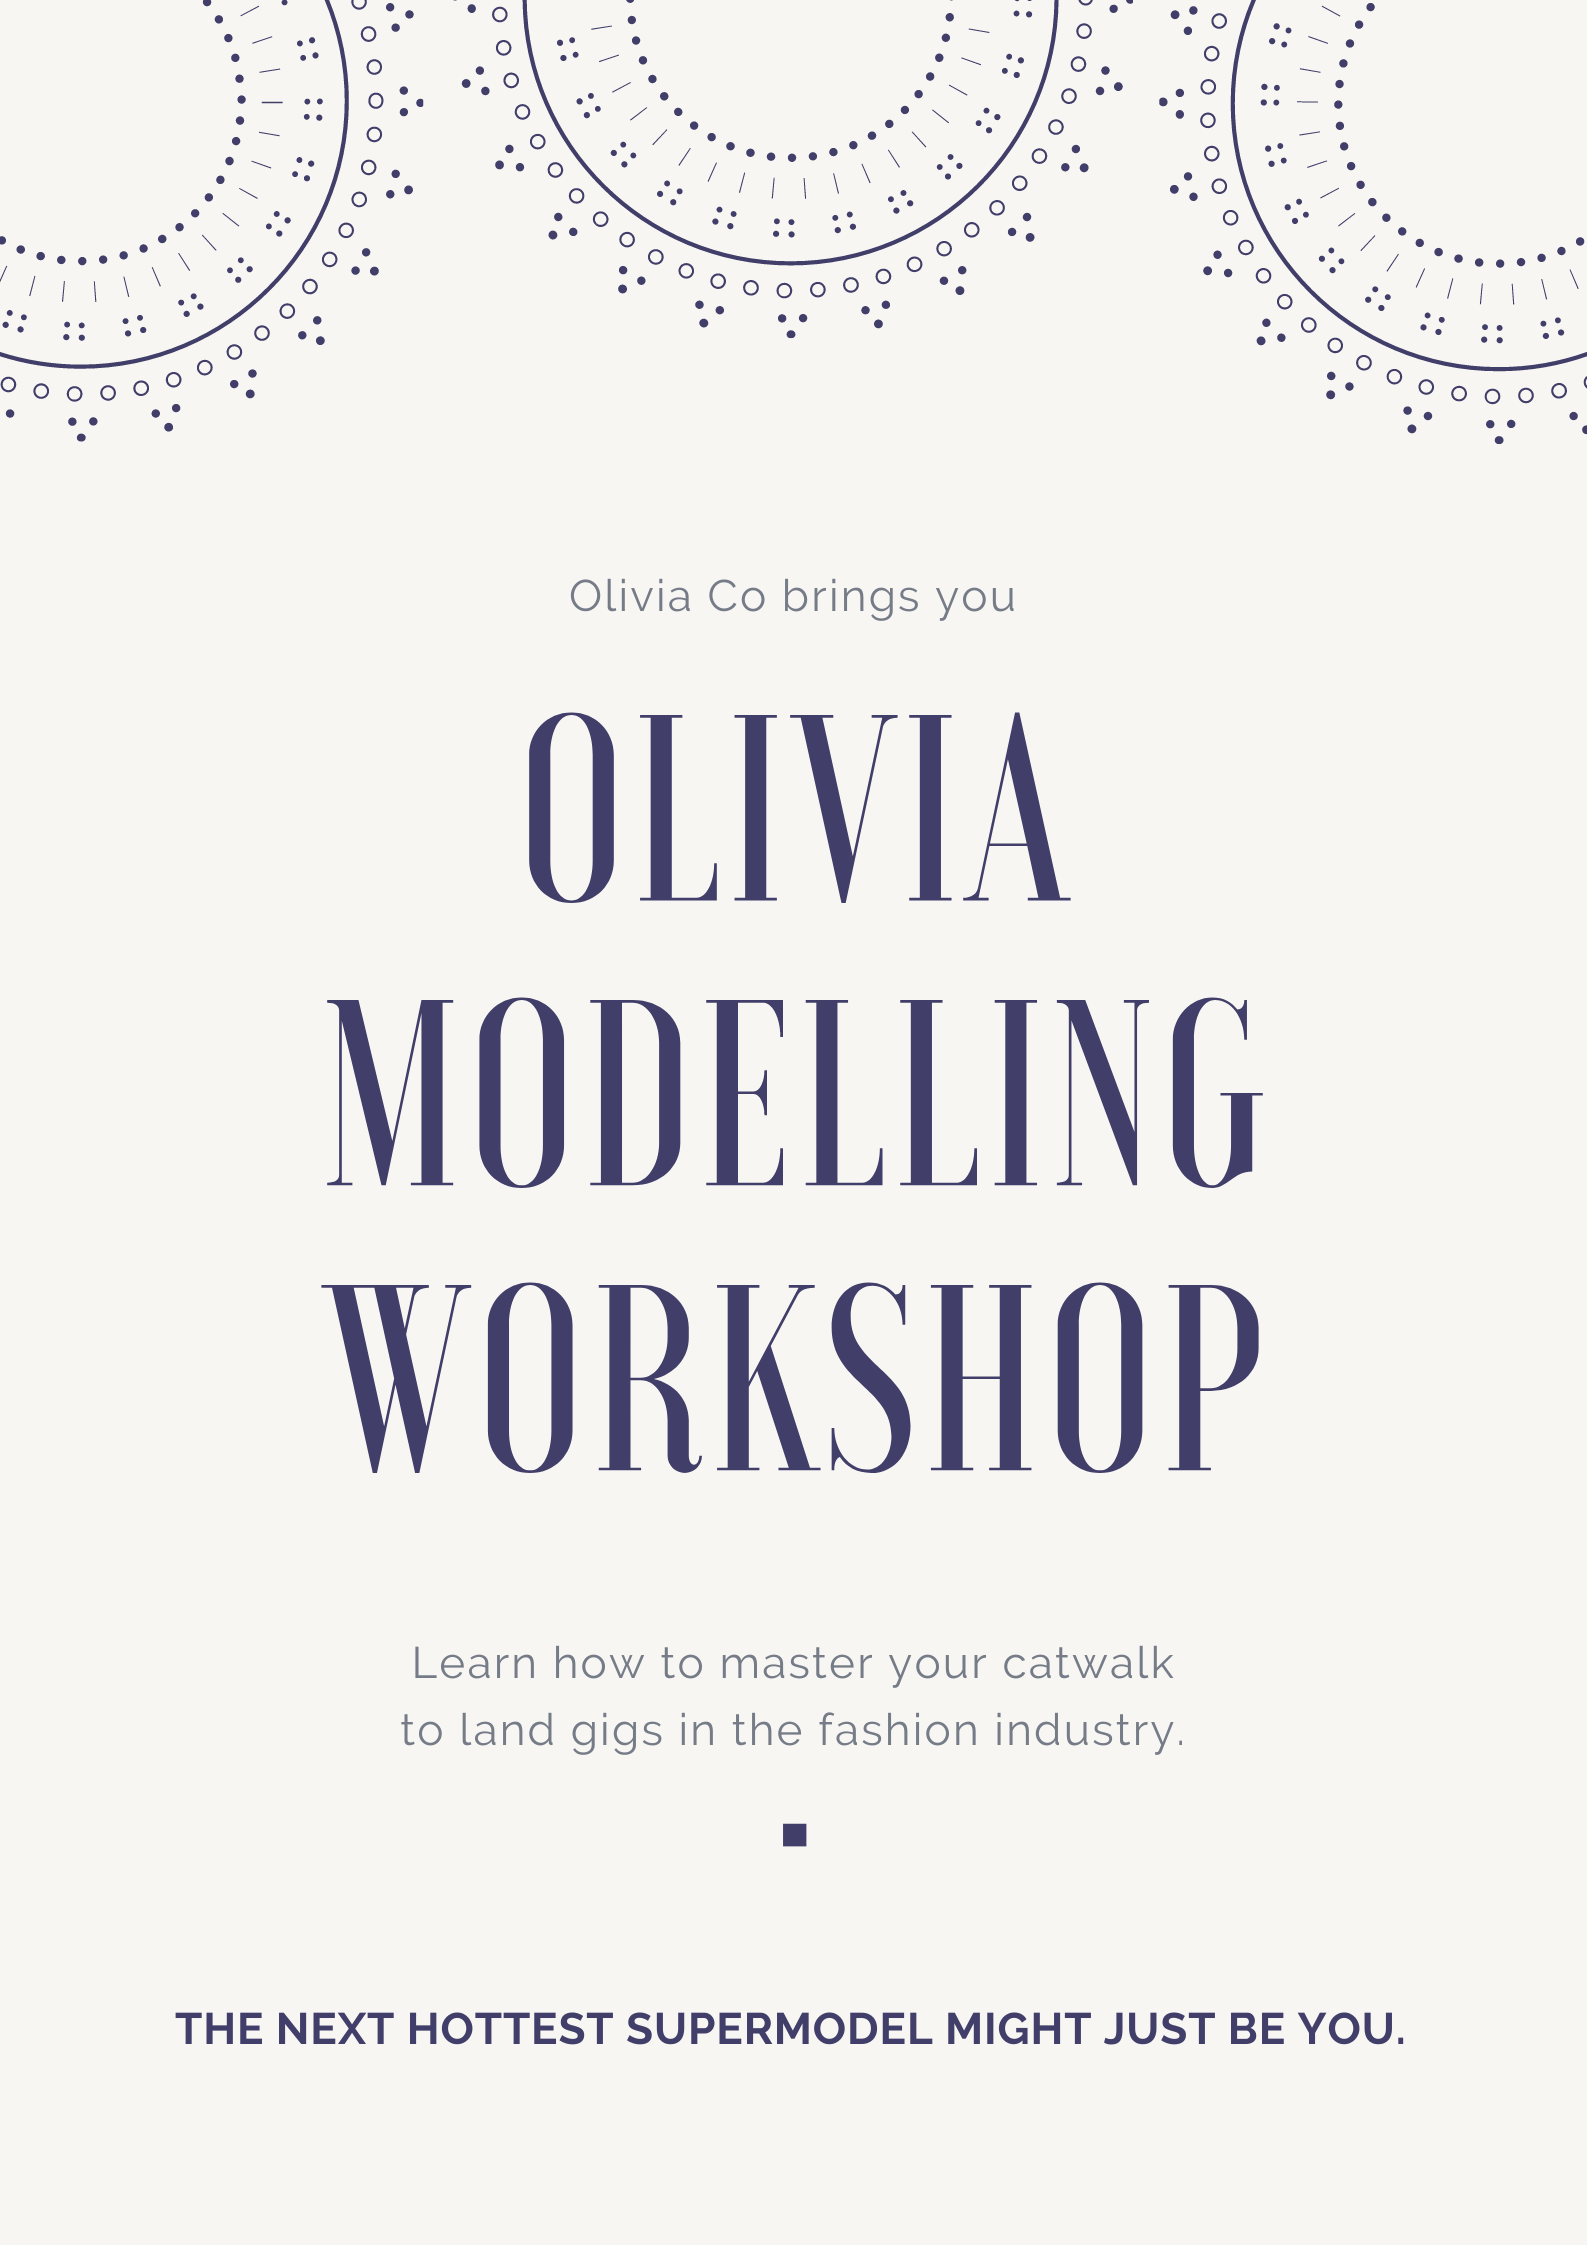 Olivia Co brings you
OLIVIA
MODELLING
WORKSHOP
Learn how to master your catwalk
to land gigs in the fashion industry.
THE NEXT HOTTEST SUPERMODEL MIGHT JUST BE YOU.